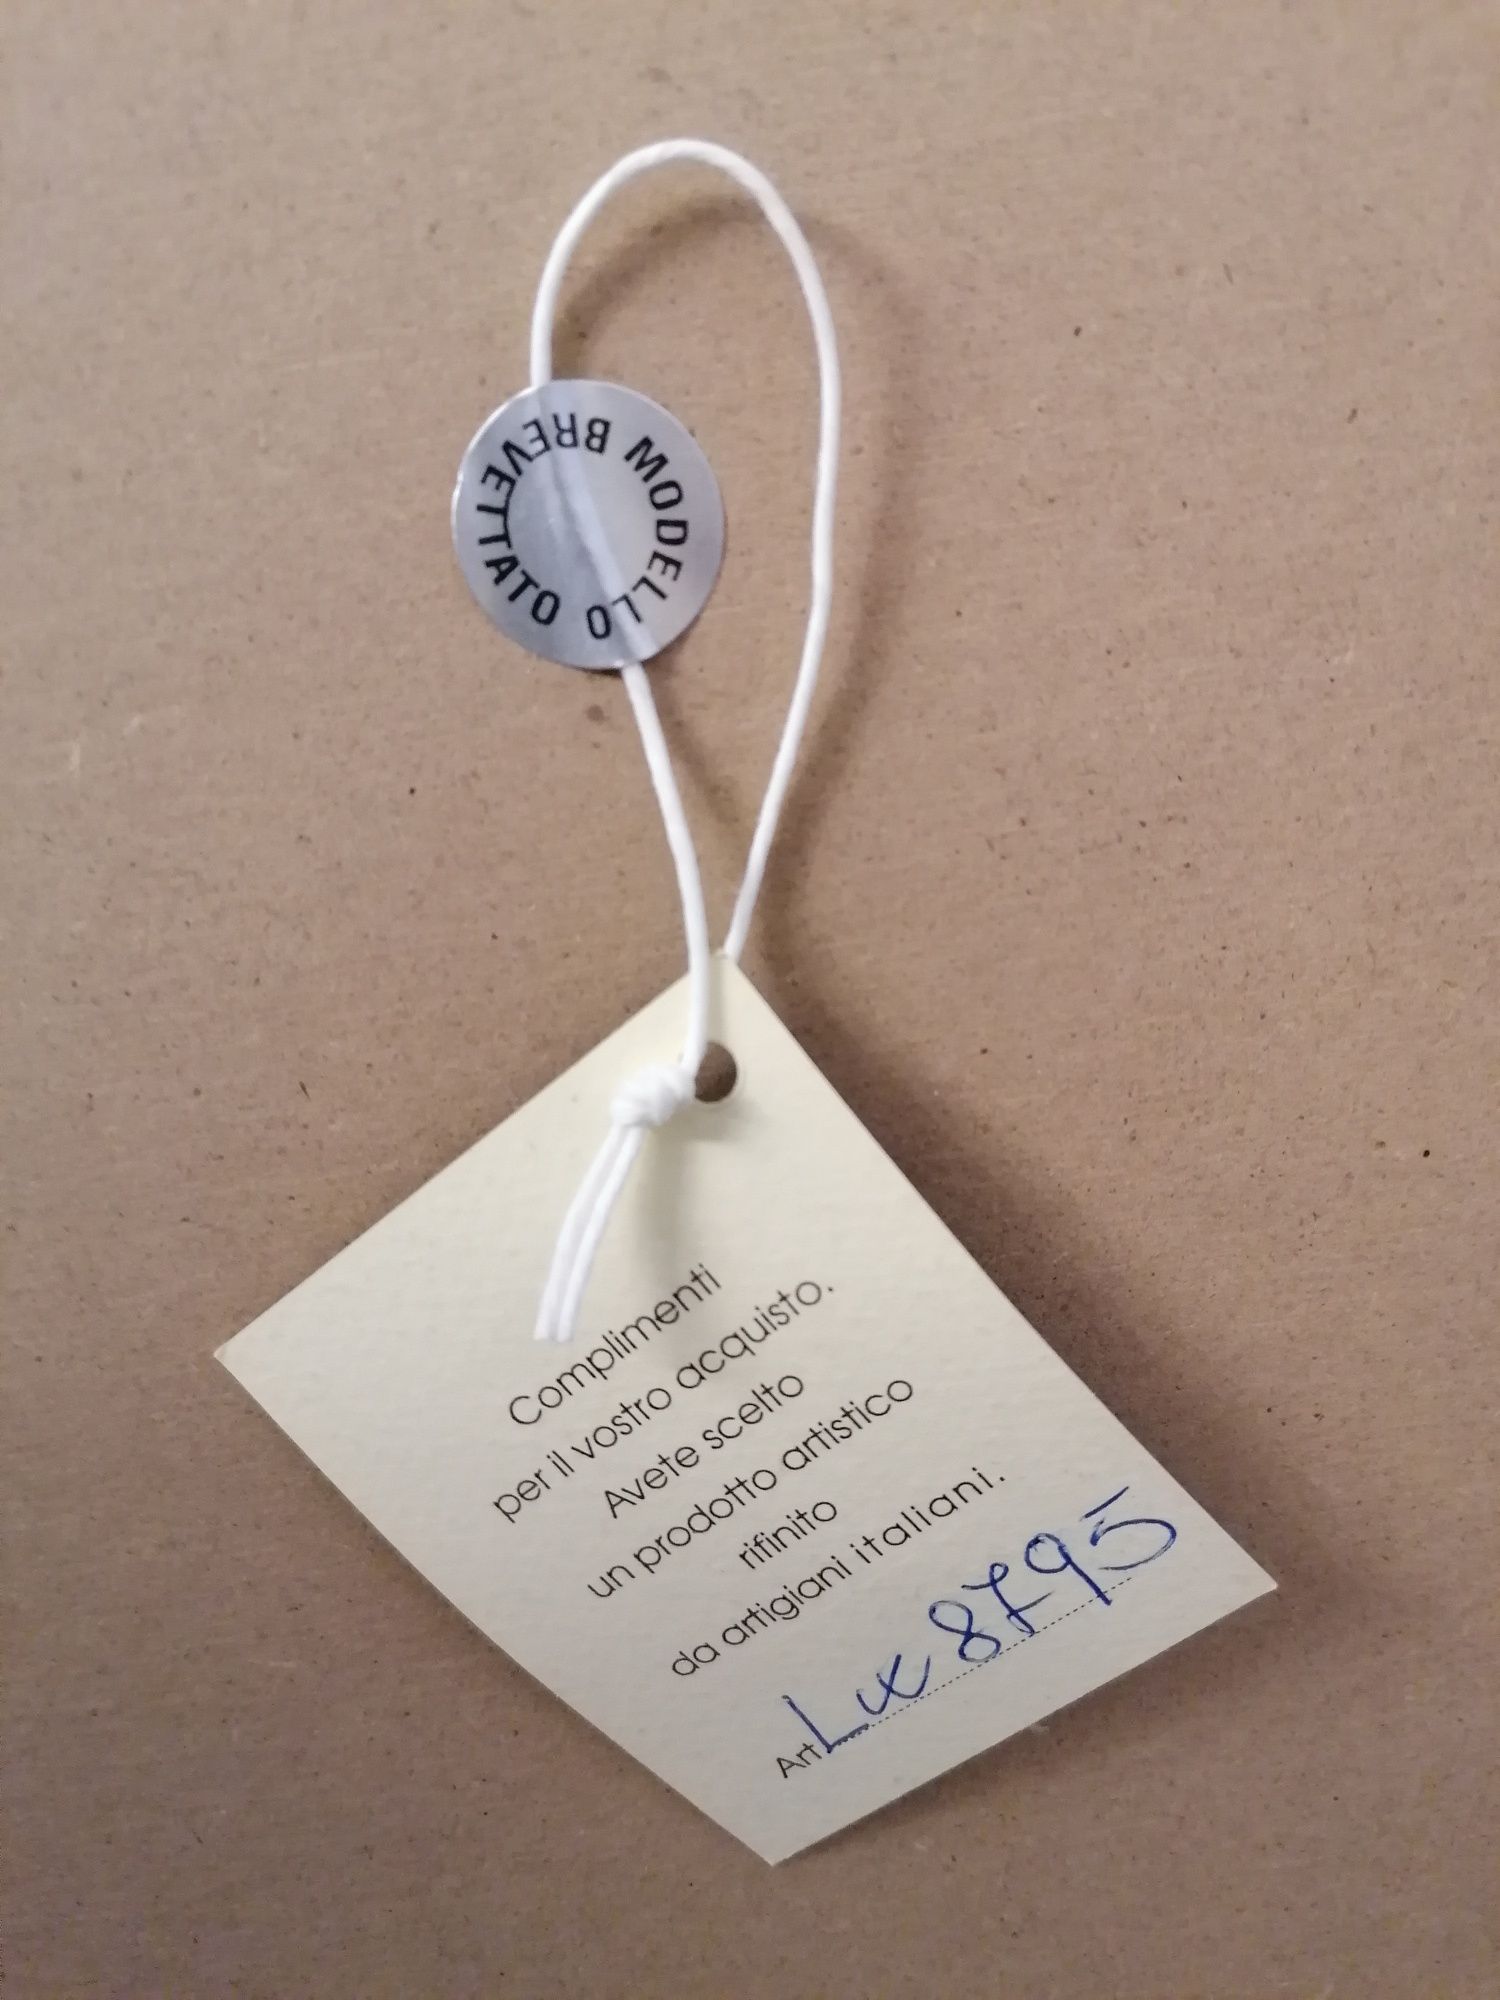 MODELLO BREVETTATO
Complimenti
per il vostro acquisto.
Avete scelto
un prodotto artistico
rifinito
da artigiani italiani.
Art Lx 8795